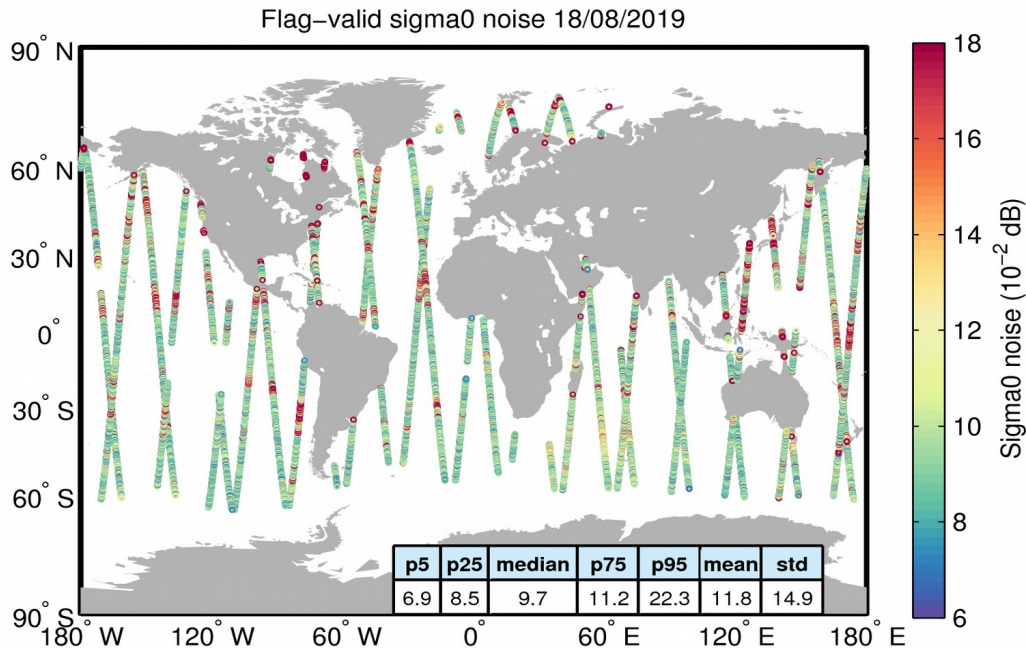 Flag−valid sigma0 noise 18/08/2019
90° N
60° N
30° N
0°
30° S
60° S
90° S
180° W 120° W 60° W 0° 60° E 120° E 180° E
p5 p25 median p75 p95 mean std
6.9 8.5 9.7 11.2 22.3 11.8 14.9
18
16
14
12
10
8
6
Sigma0 noise (10⁻² dB)